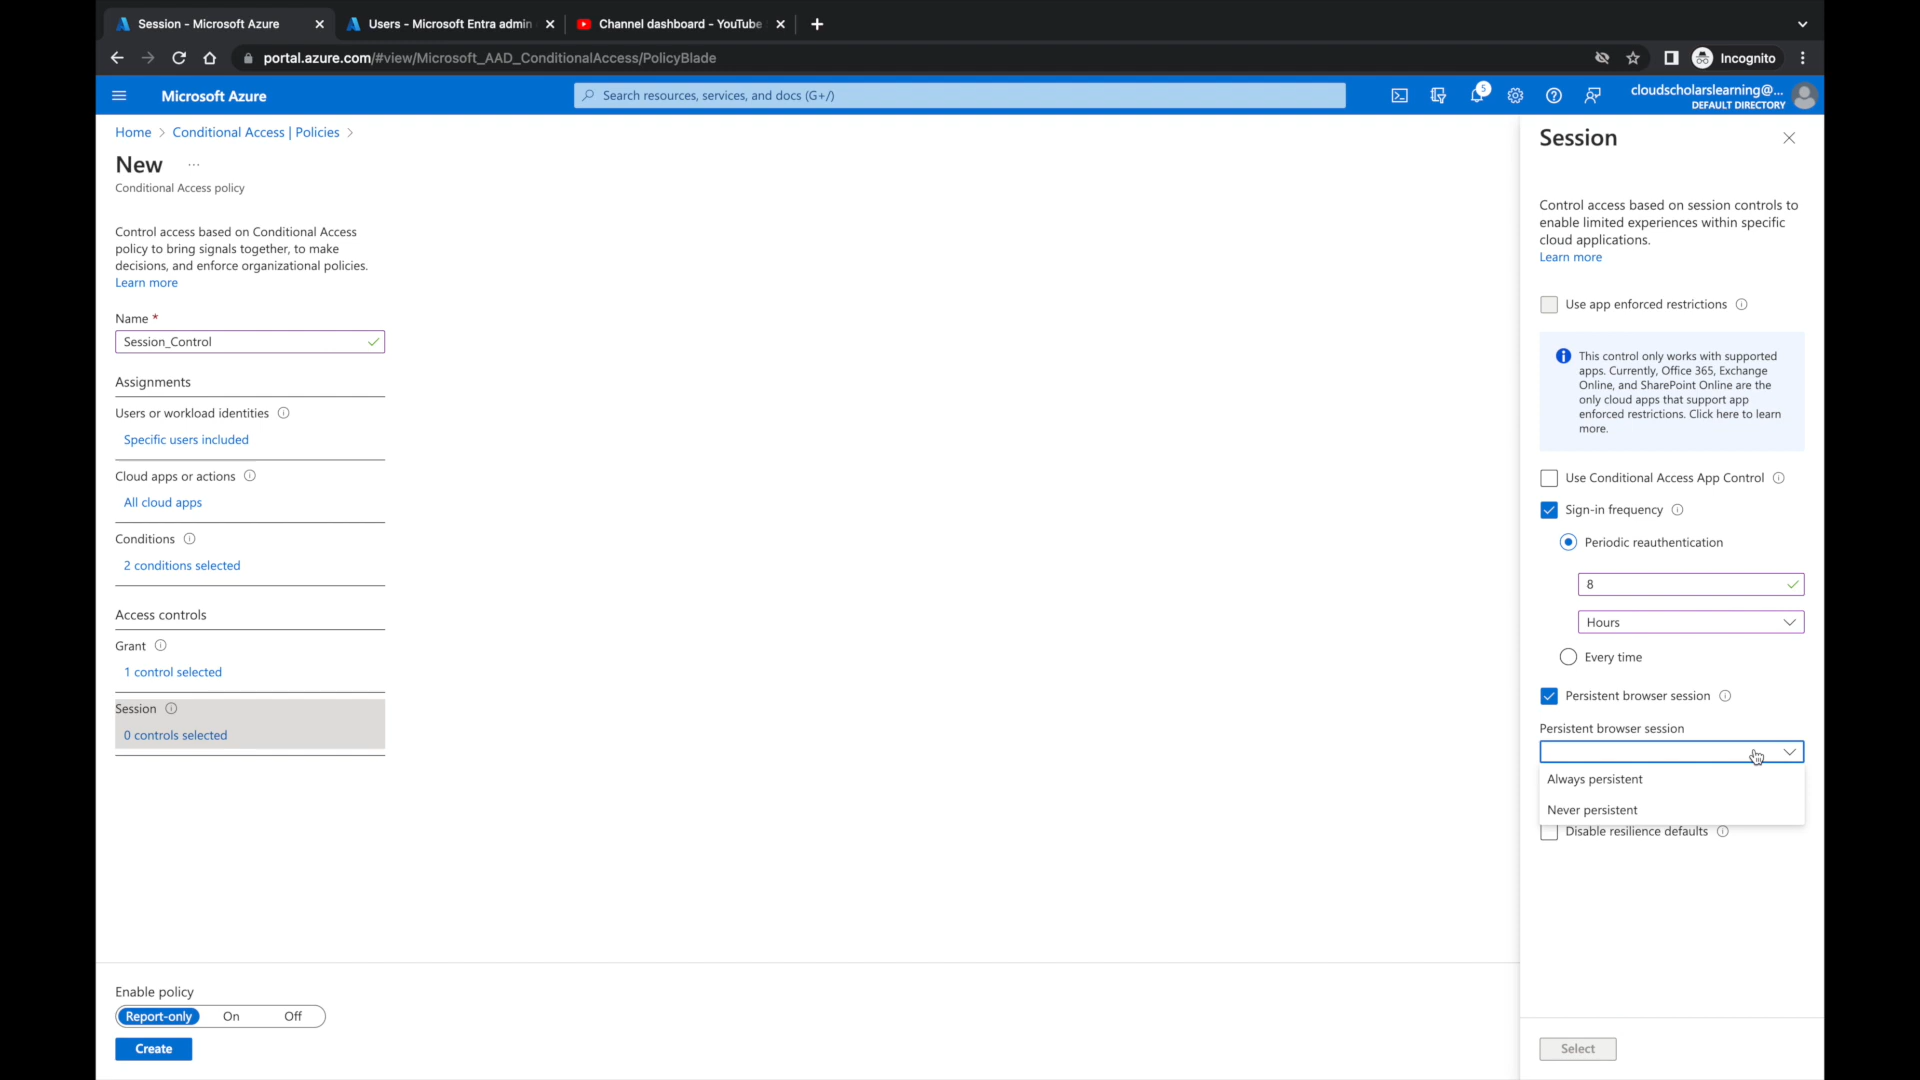 Session - Microsoft Azure
Users - Microsoft Entra admin
Channel dashboard - YouTube
portal.azure.com/#view/Microsoft_AAD_ConditionalAccess/PolicyBlade
Incognito
Microsoft Azure
Search resources, services, and docs (G+/)
5
cloudscholarslearning@...
DEFAULT DIRECTORY
Home > Conditional Access | Policies >
New ...
Conditional Access policy
Control access based on Conditional Access
policy to bring signals together, to make
decisions, and enforce organizational policies.
Learn more
Name *
Session_Control
Assignments
Users or workload identities
Specific users included
Cloud apps or actions
All cloud apps
Conditions
2 conditions selected
Access controls
Grant
1 control selected
Session
0 controls selected
Enable policy
Report-only On Off
Create
Session
Control access based on session controls to
enable limited experiences within specific
cloud applications.
Learn more
Use app enforced restrictions
This control only works with supported
apps. Currently, Office 365, Exchange
Online, and SharePoint Online are the
only cloud apps that support app
enforced restrictions. Click here to learn
more.
Use Conditional Access App Control
Sign-in frequency
Periodic reauthentication
8
Hours
Every time
Persistent browser session
Persistent browser session
Always persistent
Never persistent
Disable resilience defaults
Select